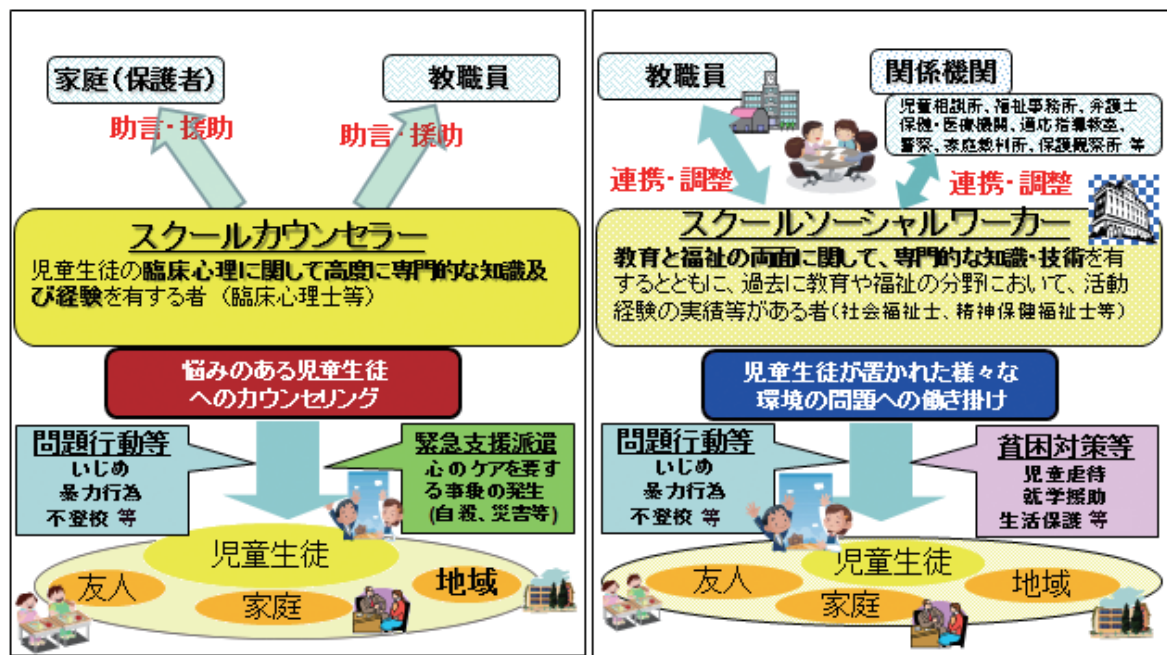 家庭(保護者)
教職員
助言・援助
助言・援助
スクールカウンセラー
児童生徒の臨床心理に関して高度に専門的な知識及
び経験を有する者 (臨床心理士等)
悩みのある児童生徒
へのカウンセリング
問題行動等
いじめ
暴力行為
不登校 等
緊急支援派遣
心のケアを要す
る事案の発生
(自殺、災害等)
児童生徒
友人
家庭
地域
教職員
関係機関
児童相談所、福祉事務所、弁護士
保健・医療機関、適応指導教室、
警察、家庭裁判所、保護観察所 等
連携・調整
連携・調整
スクールソーシャルワーカー
教育と福祉の両面に関して、専門的な知識・技術を有
するとともに、過去に教育や福祉の分野において、活動
経験の実績等がある者(社会福祉士、精神保健福祉士等)
児童生徒が置かれた様々な
環境の問題への働き掛け
問題行動等
いじめ
暴力行為
不登校 等
貧困対策等
児童虐待
就学援助
生活保護 等
児童生徒
友人
家庭
地域